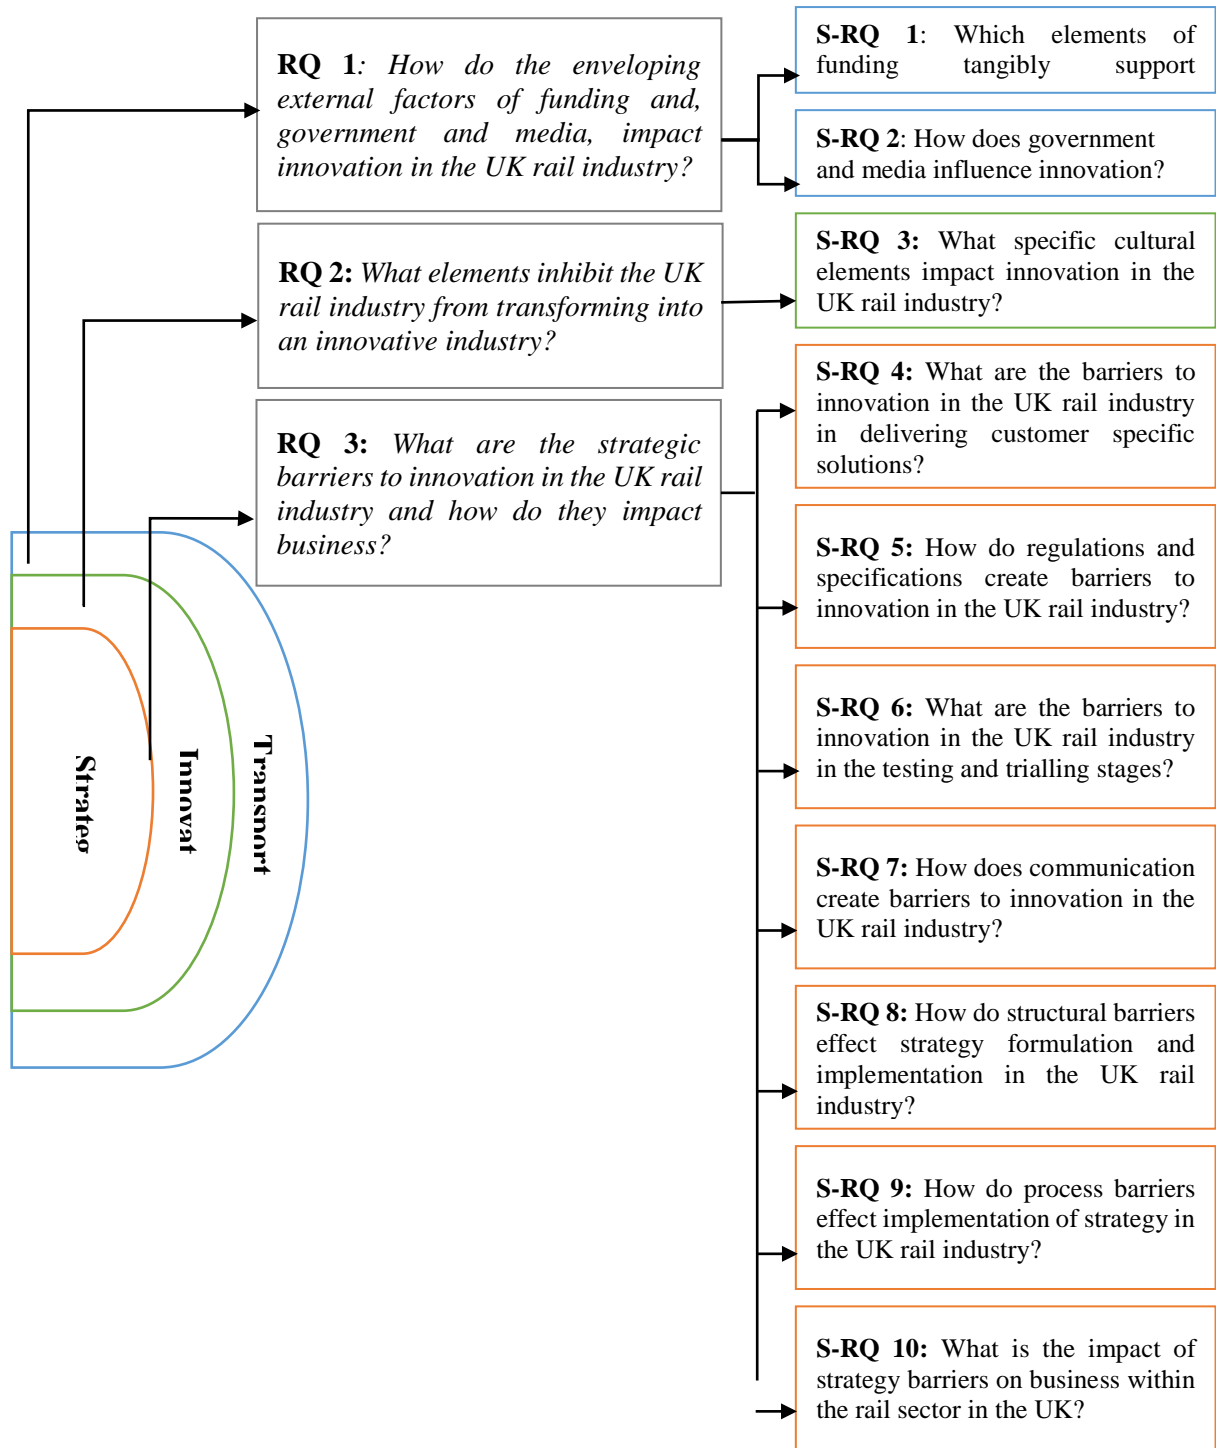 RQ 1: How do the enveloping
external factors of funding and,
government and media, impact
innovation in the UK rail industry?
S-RQ 1: Which elements of
funding tangibly support
S-RQ 2: How does government
and media influence innovation?
RQ 2: What elements inhibit the UK
rail industry from transforming into
an innovative industry?
S-RQ 3: What specific cultural
elements impact innovation in the
UK rail industry?
RQ 3: What are the strategic
barriers to innovation in the UK rail
industry and how do they impact
business?
S-RQ 4: What are the barriers to
innovation in the UK rail industry
in delivering customer specific
solutions?
S-RQ 5: How do regulations and
specifications create barriers to
innovation in the UK rail industry?
S-RQ 6: What are the barriers to
innovation in the UK rail industry
in the testing and trialling stages?
S-RQ 7: How does communication
create barriers to innovation in the
UK rail industry?
S-RQ 8: How do structural barriers
effect strategy formulation and
implementation in the UK rail
industry?
S-RQ 9: How do process barriers
effect implementation of strategy in
the UK rail industry?
S-RQ 10: What is the impact of
strategy barriers on business within
the rail sector in the UK?
Strateg
Innovat
Transport